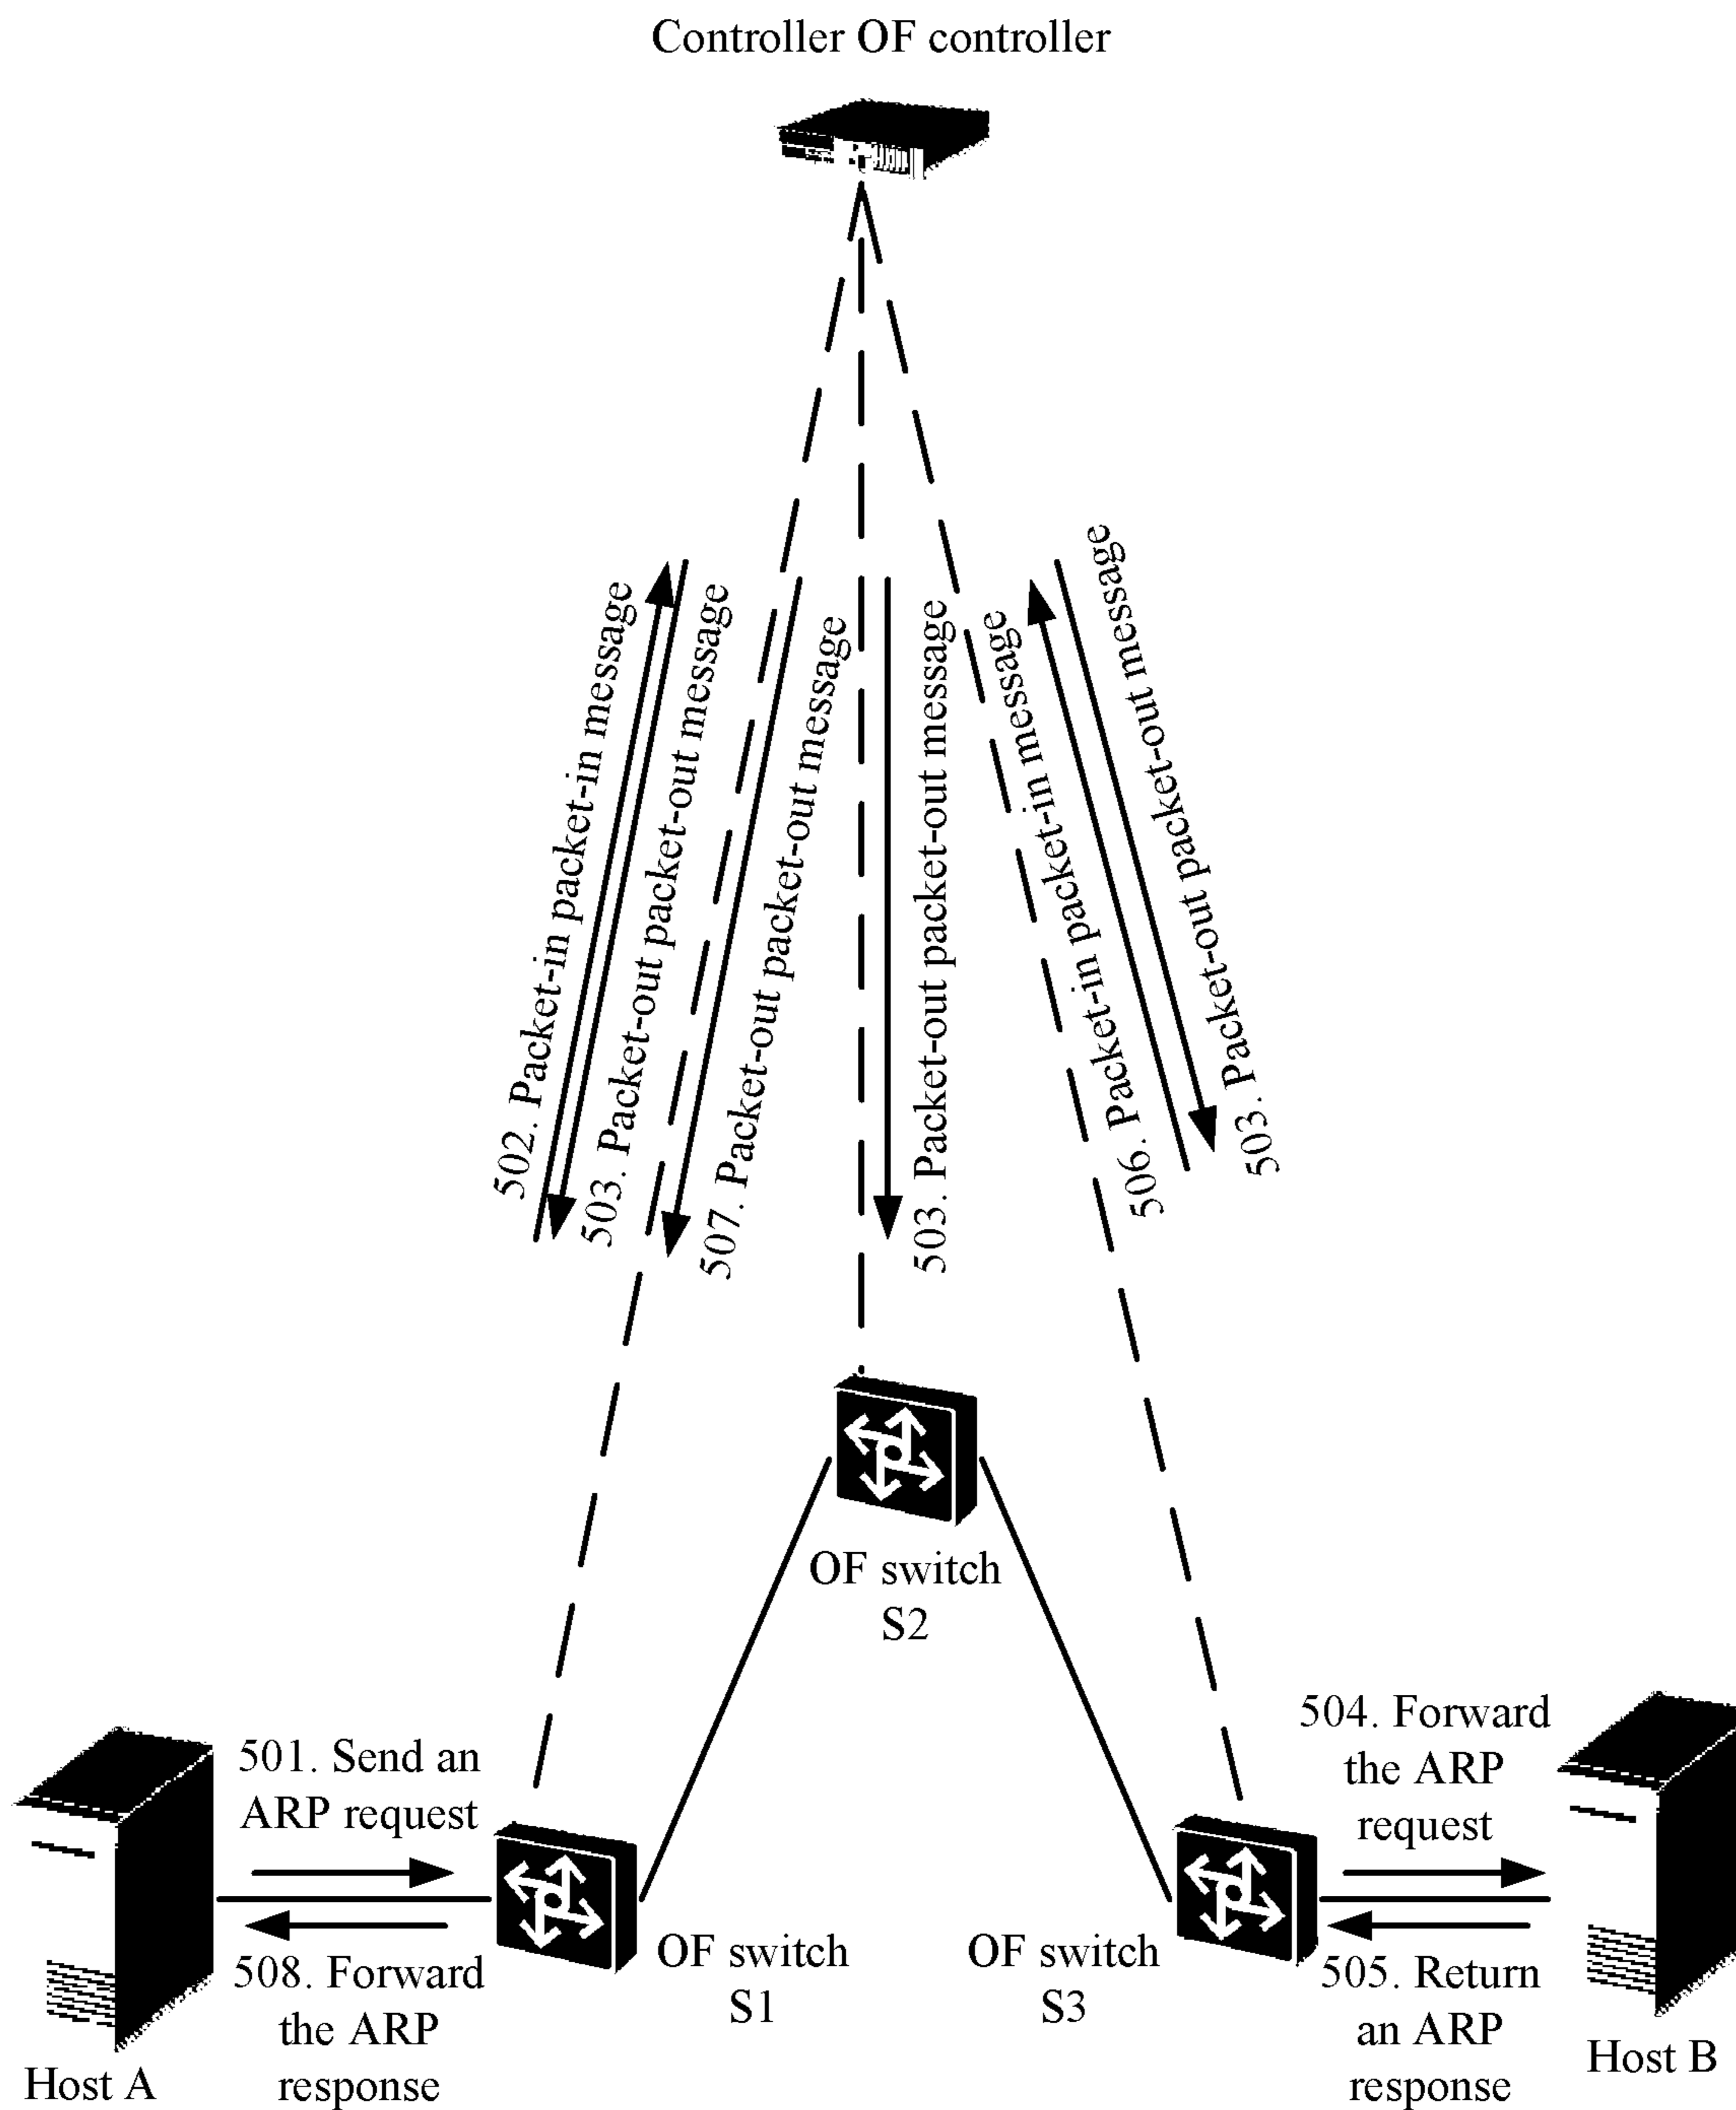 Controller OF controller
502. Packet-in packet-in message
503. Packet-out packet-out message
507. Packet-out packet-out message
503. Packet-out packet-out message
506. Packet-in packet-in message
503. Packet-out packet-out message
OF switch
S2
501. Send an
ARP request
504. Forward
the ARP
request
OF switch
S1
OF switch
S3
508. Forward
the ARP
response
505. Return
an ARP
response
Host A
Host B